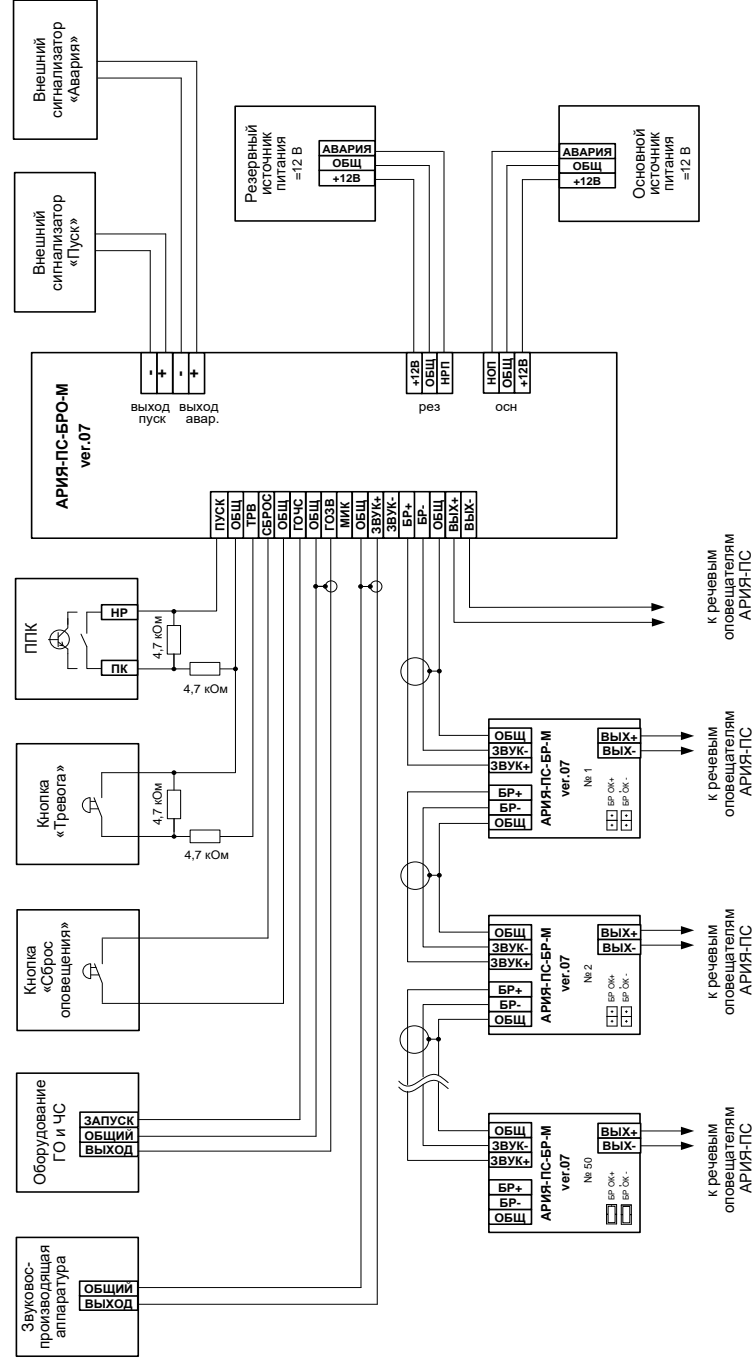 Внешний
сигнализатор
«Авария»
Внешний
сигнализатор
«Пуск»
Резервный
источник
питания
=12 В
АВАРИЯ
ОБЩ
+12В
Основной
источник
питания
=12 В
АВАРИЯ
ОБЩ
+12В
АРИЯ-ПС-БРО-М
ver.07
-
+
-
+
выход
пуск
выход
авар.
+12В
ОБЩ
НРП
рез
НОП
ОБЩ
+12В
осн
ПУСК
ОБЩ
ТРВ
СБРОС
ОБЩ
ГОЧС
ОБЩ
ГОЗВ
МИК
ОБЩ
ЗВУК+
ЗВУК-
БР+
БР-
ОБЩ
ВЫХ+
ВЫХ-
ППК
НР
ПК
4,7 кОм
4,7 кОм
Кнопка
«Тревога»
4,7 кОм
4,7 кОм
Кнопка
«Сброс
оповещения»
Оборудование
ГО и ЧС
ЗАПУСК
ОБЩИЙ
ВЫХОД
Звуковос-
производящая
аппаратура
ОБЩИЙ
ВЫХОД
к речевым
оповещателям
АРИЯ-ПС
ОБЩ
ЗВУК-
ЗВУК+
БР+
БР-
ОБЩ
АРИЯ-ПС-БР-М
ver.07
№ 1
БР ОК+
БР ОК -
ВЫХ+
ВЫХ-
к речевым
оповещателям
АРИЯ-ПС
ОБЩ
ЗВУК-
ЗВУК+
БР+
БР-
ОБЩ
АРИЯ-ПС-БР-М
ver.07
№ 2
БР ОК+
БР ОК -
ВЫХ+
ВЫХ-
к речевым
оповещателям
АРИЯ-ПС
ОБЩ
ЗВУК-
ЗВУК+
БР+
БР-
ОБЩ
АРИЯ-ПС-БР-М
ver.07
№ 50
БР ОК+
БР ОК -
ВЫХ+
ВЫХ-
к речевым
оповещателям
АРИЯ-ПС